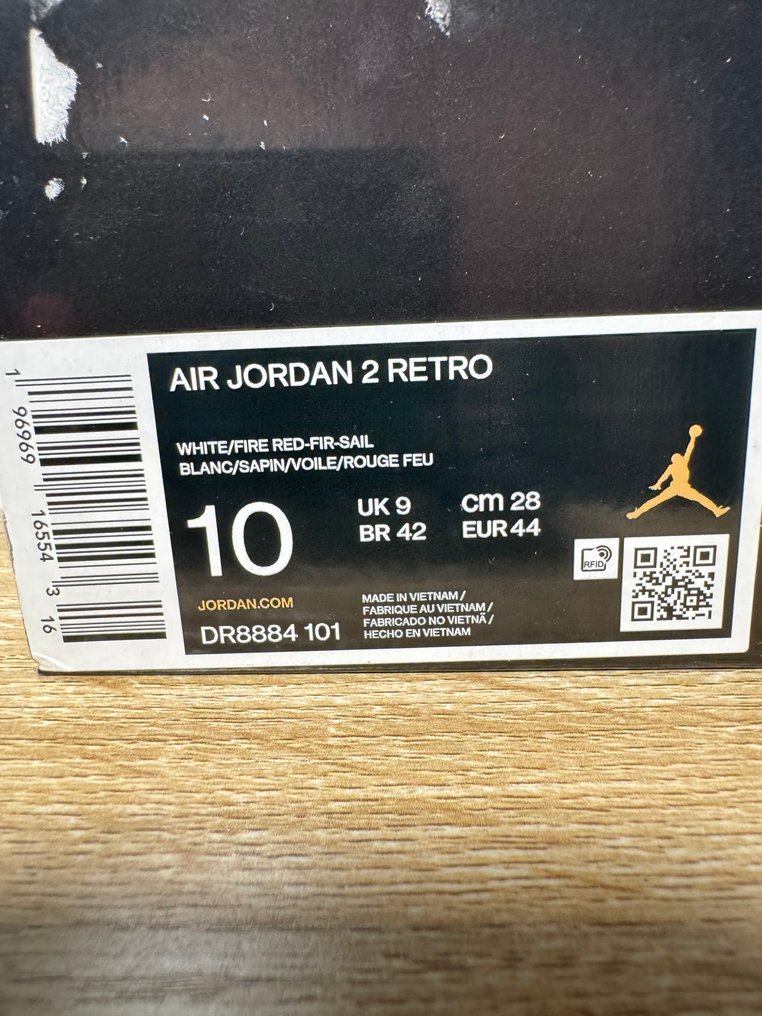 AIR JORDAN 2 RETRO
WHITE/FIRE RED-FIR-SAIL
BLANC/SAPIN/VOILE/ROUGE FEU
10
UK 9
cm 28
BR 42
EUR 44
JORDAN.COM
DR8884 101
MADE IN VIETNAM /
FABRIQUE AU VIETNAM /
FABRICADO NO VIETNÃ /
HECHO EN VIETNAM
RFID
1 96969 16554 3 16